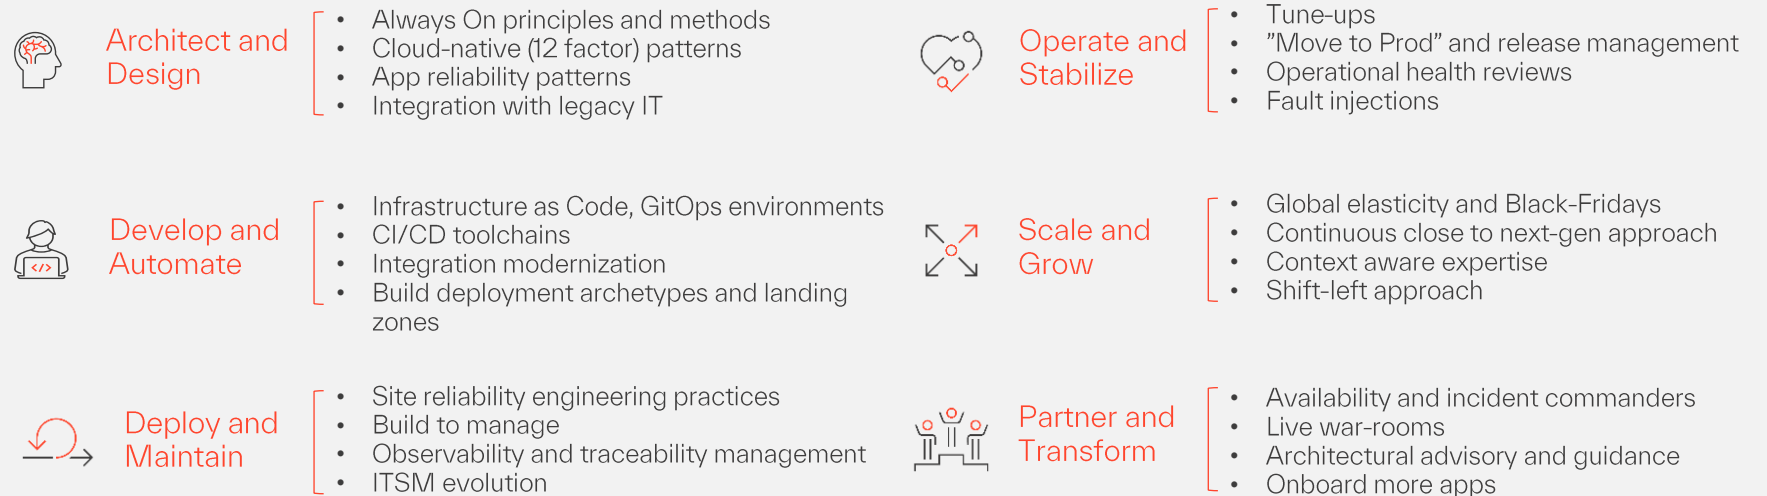 Architect and
Design
• Always On principles and methods
• Cloud-native (12 factor) patterns
• App reliability patterns
• Integration with legacy IT
Operate and
Stabilize
• Tune-ups
• ”Move to Prod” and release management
• Operational health reviews
• Fault injections
Develop and
Automate
• Infrastructure as Code, GitOps environments
• CI/CD toolchains
• Integration modernization
• Build deployment archetypes and landing
zones
Scale and
Grow
• Global elasticity and Black-Fridays
• Continuous close to next-gen approach
• Context aware expertise
• Shift-left approach
Deploy and
Maintain
• Site reliability engineering practices
• Build to manage
• Observability and traceability management
• ITSM evolution
Partner and
Transform
• Availability and incident commanders
• Live war-rooms
• Architectural advisory and guidance
• Onboard more apps